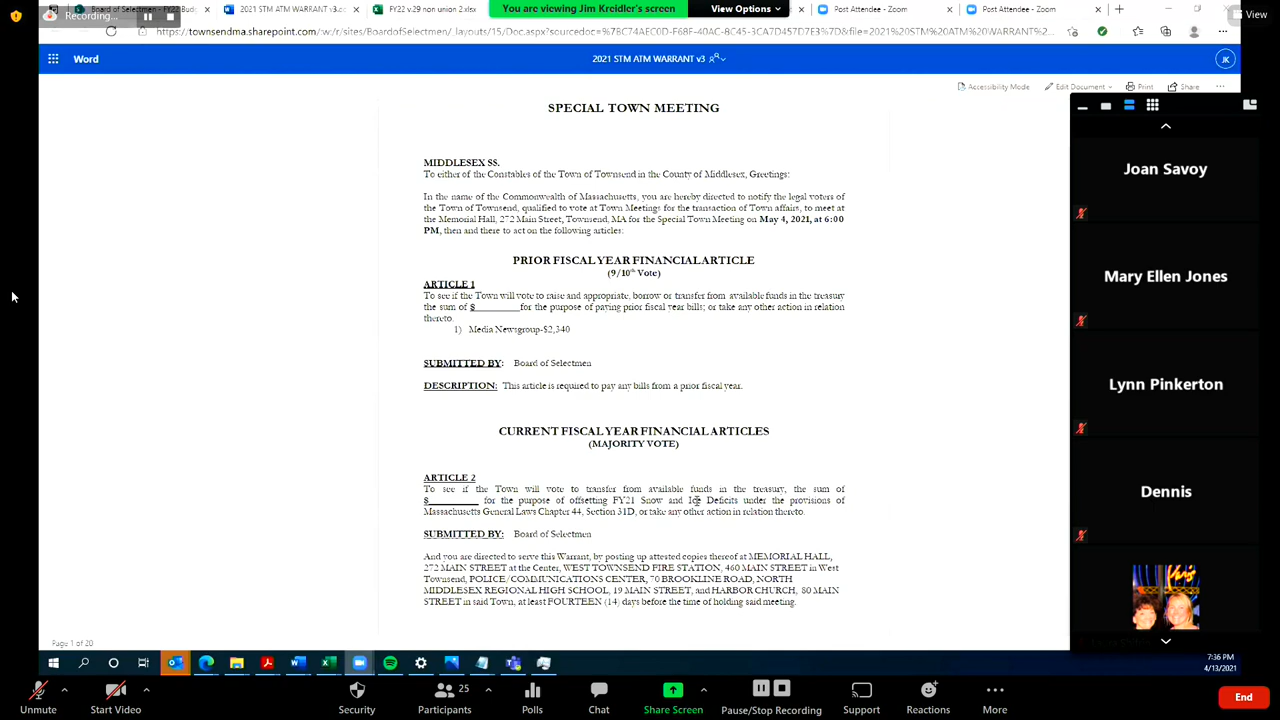 Recording...
FY22 Bud
2021 STM ATM WARRANT v3.c
FY22 v.29 non union 2.xlsx
You are viewing Jim Kreidler's screen
View Options
Post Attendee - Zoom
Post Attendee - Zoom
View
Word
2021 STM ATM WARRANT v3
JK
Accessibility Mode
Edit Document
Print
Share
SPECIAL TOWN MEETING
MIDDLESEX SS.
To either of the Constables of the Town of Townsend in the County of Middlesex, Greetings:
In the name of the Commonwealth of Massachusetts, you are hereby directed to notify the legal voters
of the Town of Townsend, qualified to vote at Town Meetings for the transaction of Town affairs, to meet at
the Memorial Hall, 272 Main Street, Townsend, MA for the Special Town Meeting on May 4, 2021, at 6:00
PM, then and there to act on the following articles:
PRIOR FISCAL YEAR FINANCIAL ARTICLE
(9/10th Vote)
ARTICLE 1
To see if the Town will vote to raise and appropriate, borrow or transfer from available funds in the treasury
the sum of $________ for the purpose of paying prior fiscal year bills; or take any other action in relation
thereto.
1) Media Newsgroup-$2,340
SUBMITTED BY: Board of Selectmen
DESCRIPTION: This article is required to pay any bills from a prior fiscal year.
CURRENT FISCAL YEAR FINANCIAL ARTICLES
(MAJORITY VOTE)
ARTICLE 2
To see if the Town will vote to transfer from available funds in the treasury, the sum of
$________ for the purpose of offsetting FY21 Snow and Ice Deficits under the provisions of
Massachusetts General Laws Chapter 44, Section 31D, or take any other action in relation thereto.
SUBMITTED BY: Board of Selectmen
And you are directed to serve this Warrant, by posting up attested copies thereof at MEMORIAL HALL,
272 MAIN STREET at the Center, WEST TOWNSEND FIRE STATION, 460 MAIN STREET in West
Townsend, POLICE/COMMUNICATIONS CENTER, 70 BROOKLINE ROAD, NORTH
MIDDLESEX REGIONAL HIGH SCHOOL, 19 MAIN STREET, and HARBOR CHURCH, 80 MAIN
STREET in said Town, at least FOURTEEN (14) days before the time of holding said meeting.
Page 1 of 20
Joan Savoy
Mary Ellen Jones
Lynn Pinkerton
Dennis
7:36 PM
4/13/2021
Unmute
Start Video
Security
Participants
25
Polls
Chat
Share Screen
Pause/Stop Recording
Support
Reactions
More
End